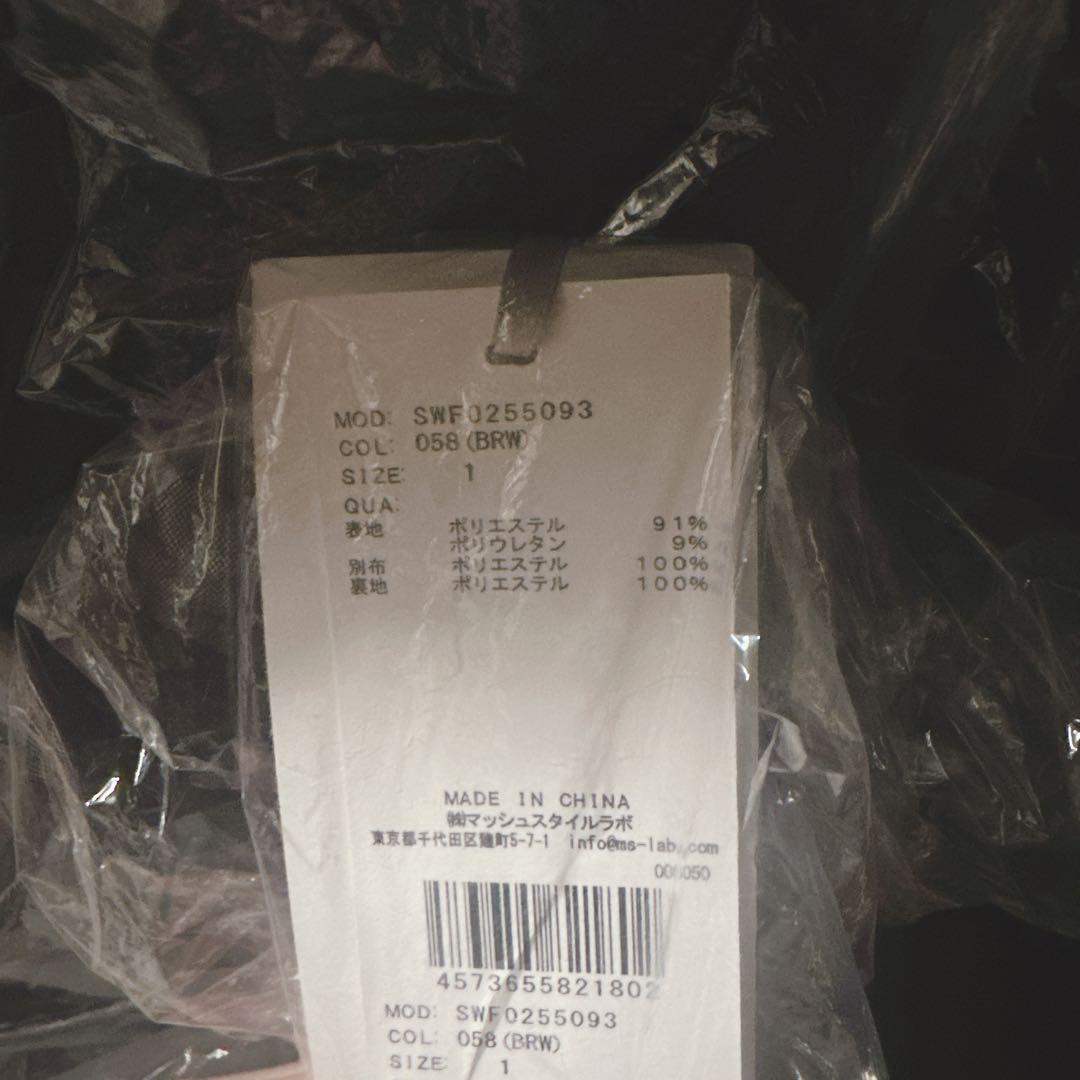 MOD: SWF0255093
COL: 058(BRW)
SIZE: 1
QUA:
表地 ポリエステル 91%
ポリウレタン 9%
別布 ポリエステル 100%
裏地 ポリエステル 100%
MADE IN CHINA
㈱マッシュスタイルラボ
東京都千代田区麹町5-7-1 info@ms-lab.com
4573655821802
MOD: SWF0255093
COL: 058(BRW)
SIZE: 1